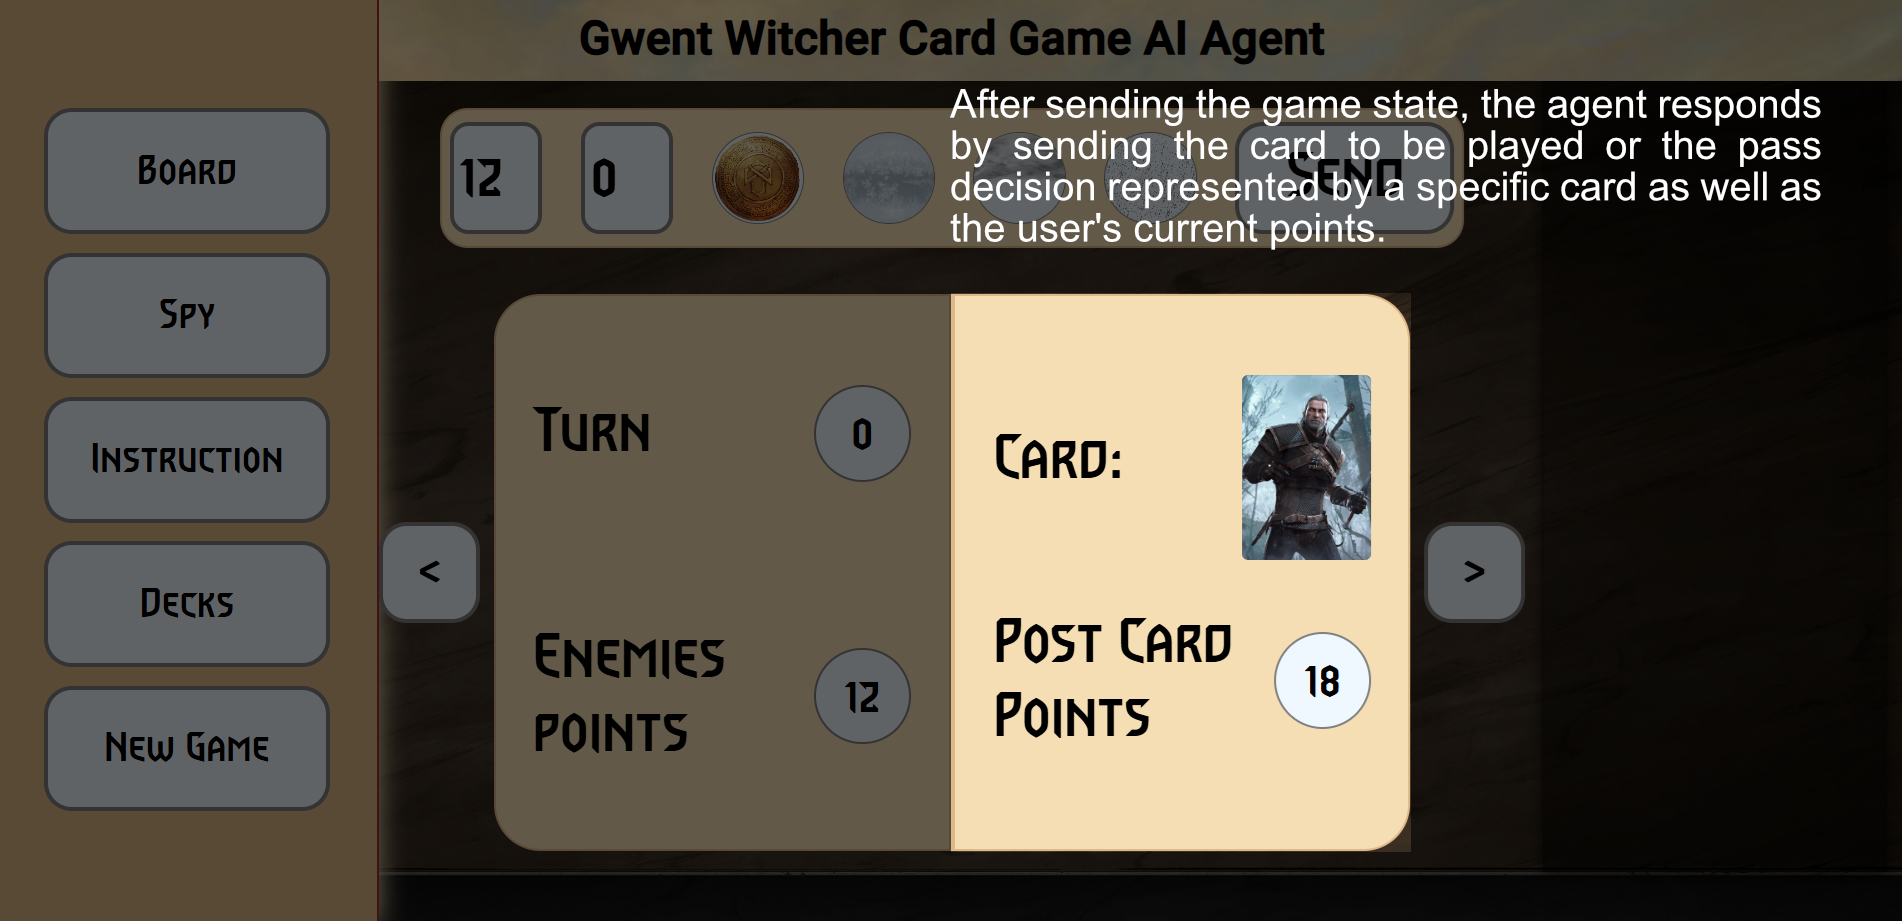 Gwent Witcher Card Game AI Agent
After sending the game state, the agent responds
by sending the card to be played or the pass
decision represented by a specific card as well as
the user's current points.
12
0
Send
Board
Spy
Instruction
Decks
New Game
<
Turn
0
Enemies
points
12
Card:
Post Card
Points
18
>